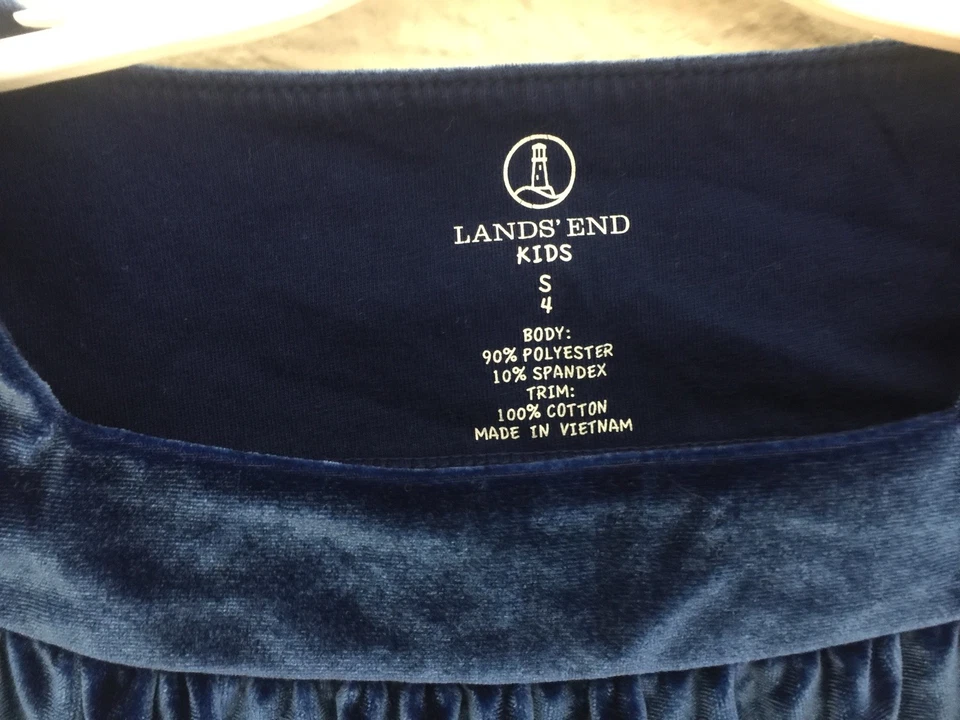 LANDS' END
KIDS
S
4
BODY:
90% POLYESTER
10% SPANDEX
TRIM:
100% COTTON
MADE IN VIETNAM